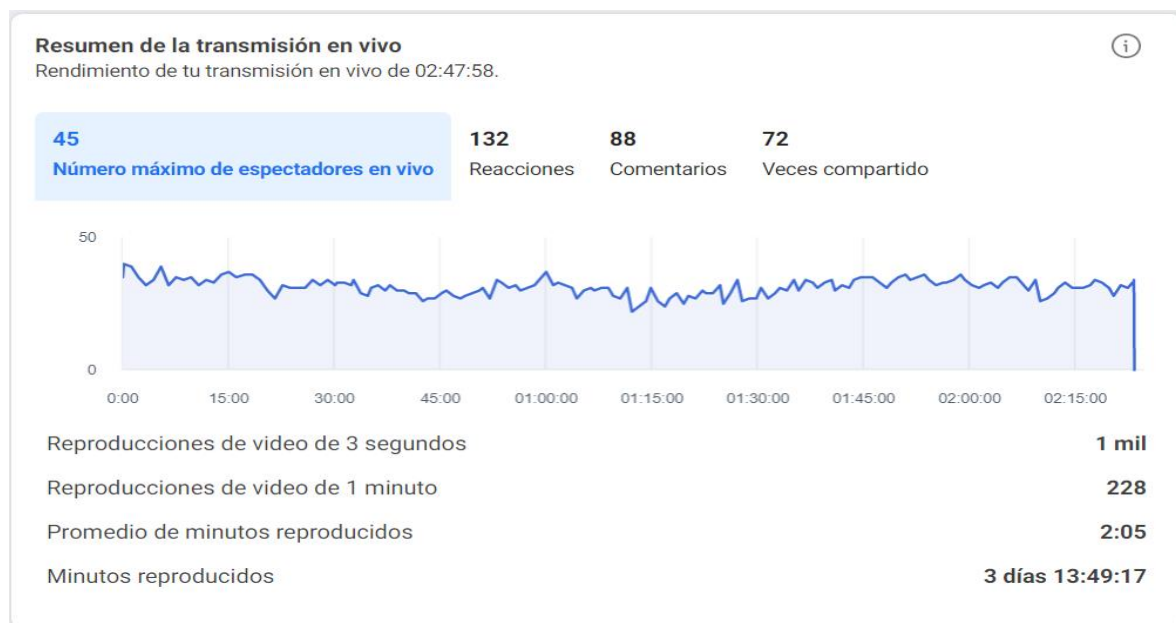 Resumen de la transmisión en vivo
Rendimiento de tu transmisión en vivo de 02:47:58.
45 132 88 72
Número máximo de espectadores en vivo Reacciones Comentarios Veces compartido
50
0
0:00 15:00 30:00 45:00 01:00:00 01:15:00 01:30:00 01:45:00 02:00:00 02:15:00
Reproducciones de video de 3 segundos 1 mil
Reproducciones de video de 1 minuto 228
Promedio de minutos reproducidos 2:05
Minutos reproducidos 3 días 13:49:17